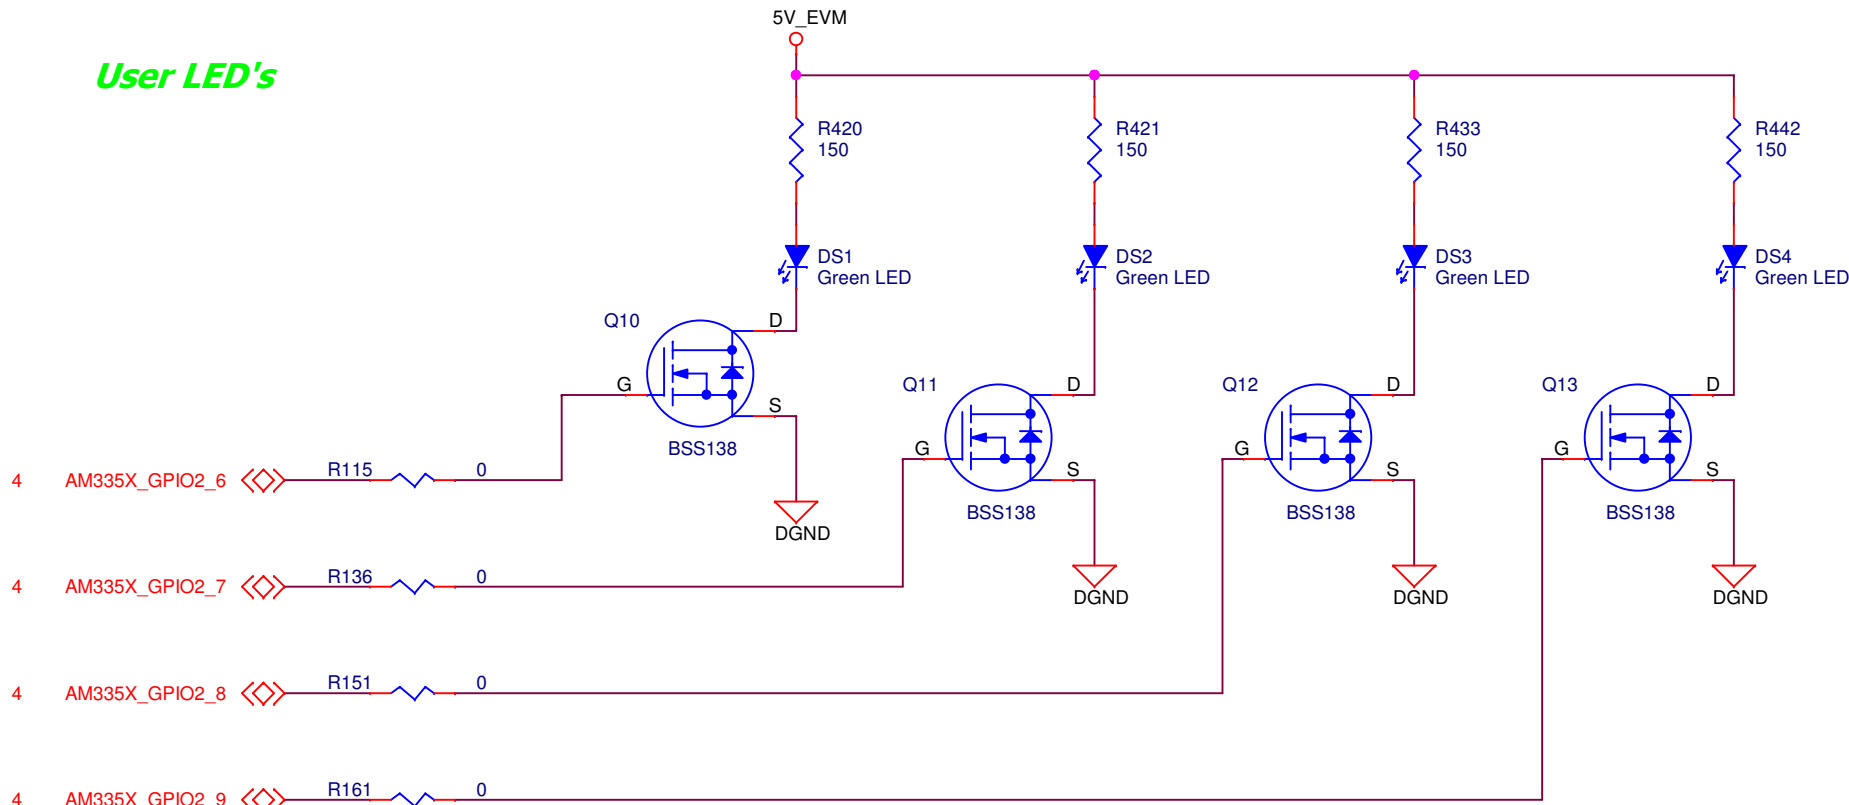 5V_EVM
User LED's
R420
150
R421
150
R433
150
R442
150
DS1
Green LED
DS2
Green LED
DS3
Green LED
DS4
Green LED
Q10
D
G
S
BSS138
DGND
Q11
D
G
S
BSS138
DGND
Q12
D
G
S
BSS138
DGND
Q13
D
G
S
BSS138
DGND
4 AM335X_GPIO2_6 R115 0
4 AM335X_GPIO2_7 R136 0
4 AM335X_GPIO2_8 R151 0
4 AM335X_GPIO2_9 R161 0